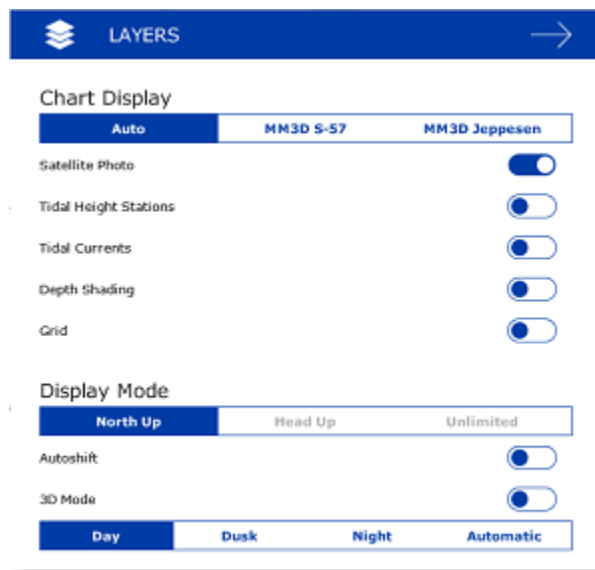 LAYERS
Chart Display
Auto MM3D S-57 MM3D Jeppesen
Satellite Photo
Tidal Height Stations
Tidal Currents
Depth Shading
Grid
Display Mode
North Up Head Up Unlimited
Autoshift
3D Mode
Day Dusk Night Automatic